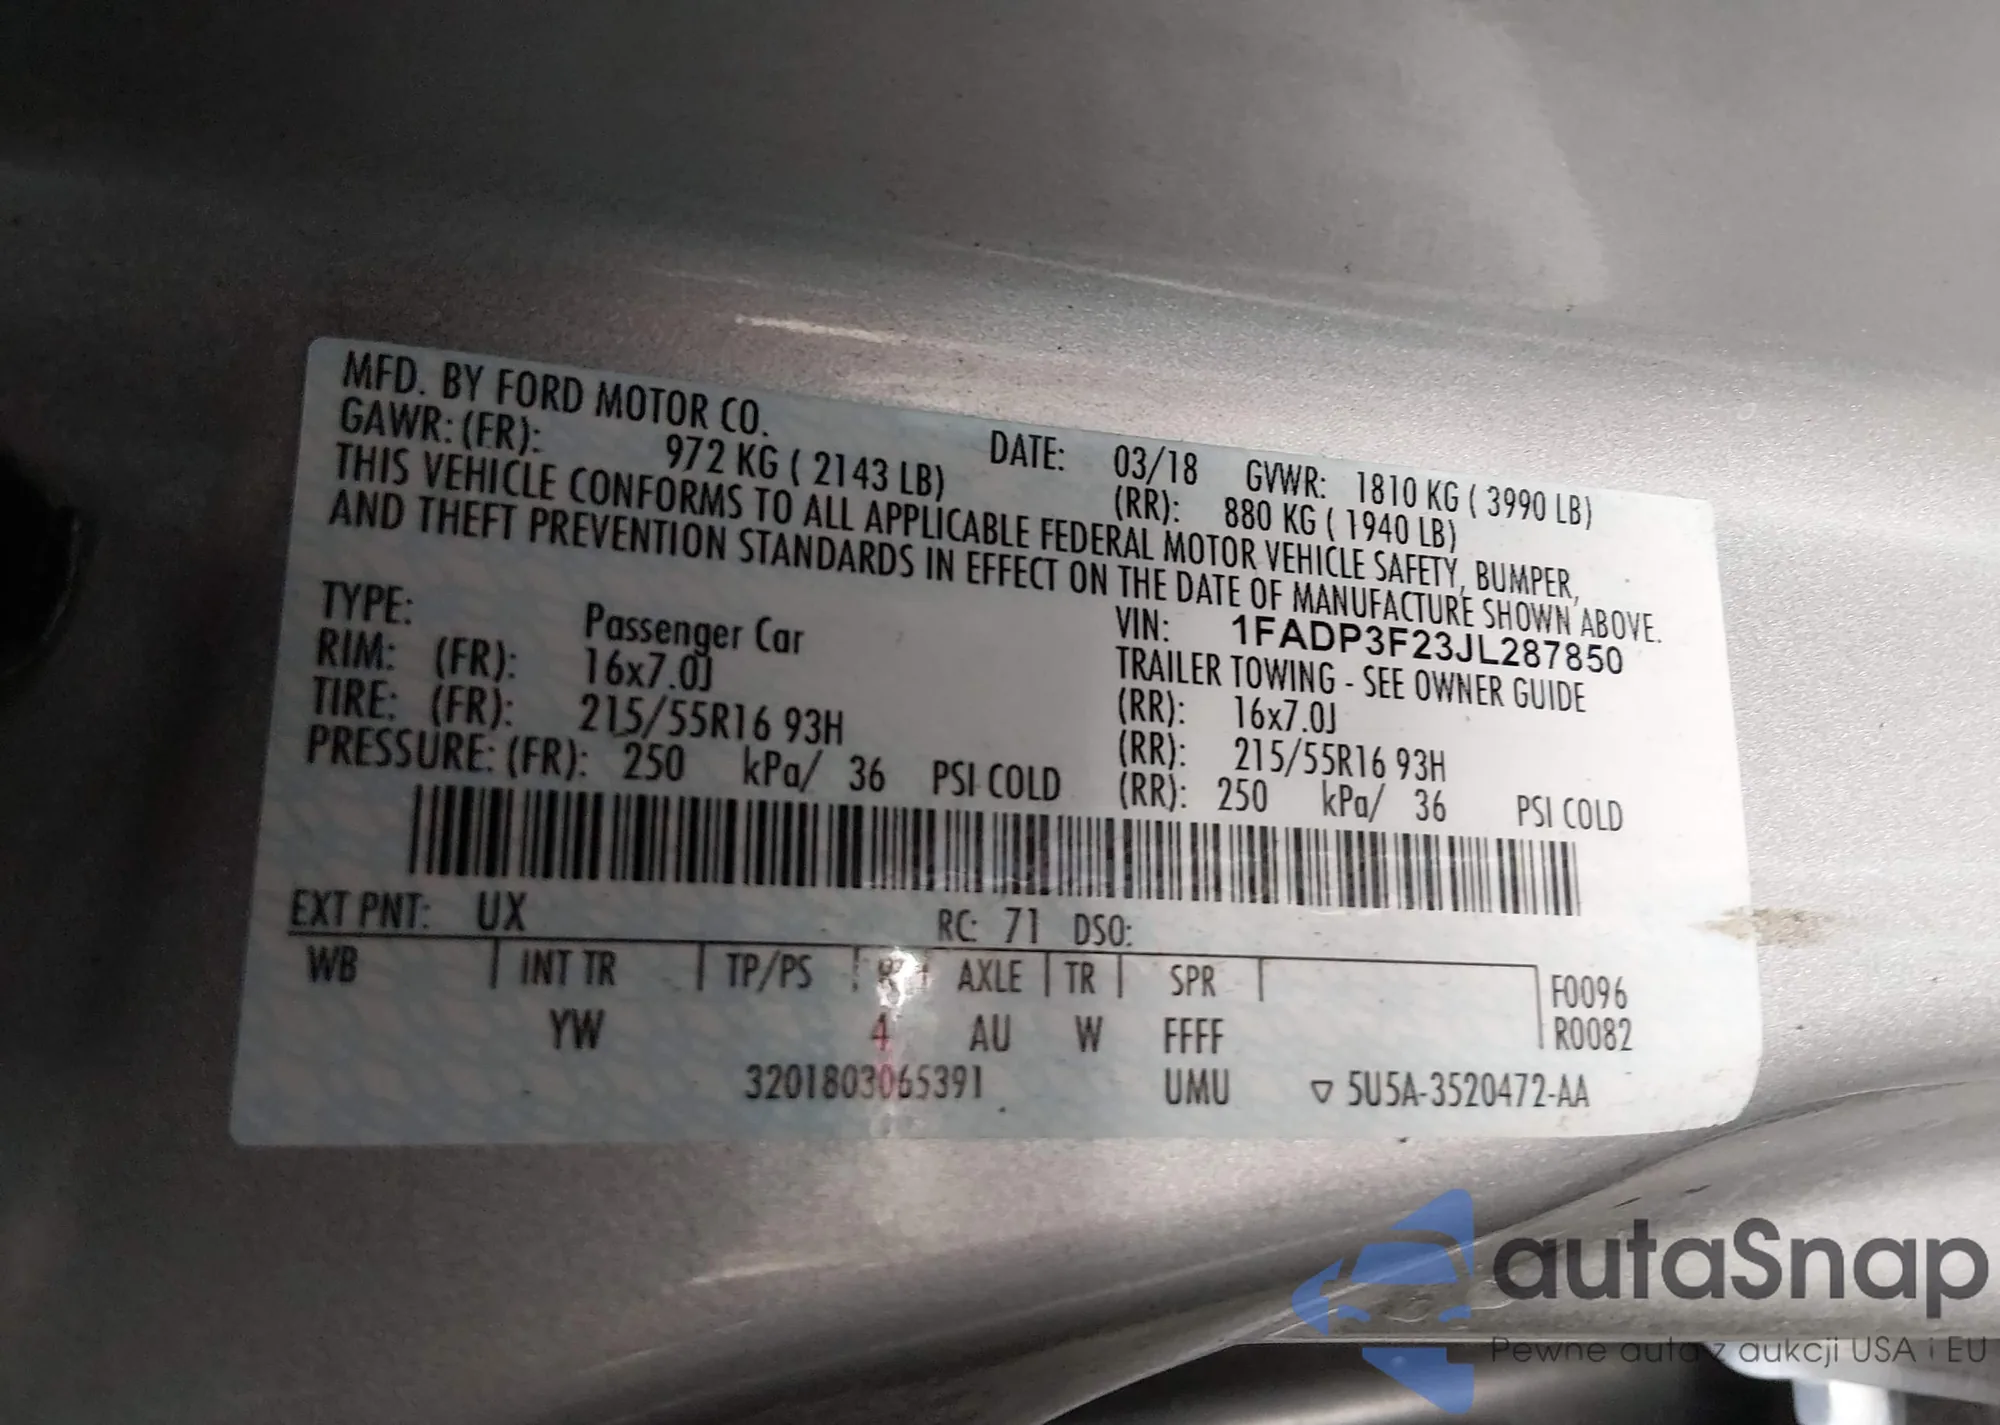 MFD. BY FORD MOTOR CO.
DATE: 03/18 GVWR: 1810 KG ( 3990 LB)
GAWR: (FR): 972 KG ( 2143 LB) (RR): 880 KG ( 1940 LB)
THIS VEHICLE CONFORMS TO ALL APPLICABLE FEDERAL MOTOR VEHICLE SAFETY, BUMPER,
AND THEFT PREVENTION STANDARDS IN EFFECT ON THE DATE OF MANUFACTURE SHOWN ABOVE.
VIN: 1FADP3F23JL287850
TYPE: Passenger Car TRAILER TOWING - SEE OWNER GUIDE
RIM: (FR): 16x7.0J (RR): 16x7.0J
TIRE: (FR): 215/55R16 93H (RR): 215/55R16 93H
PRESSURE: (FR): 250 kPa/ 36 PSI COLD (RR): 250 kPa/ 36 PSI COLD
EXT PNT: UX RC: 71 DSO:
WB INT TR TP/PS AXLE TR SPR F0096
YW 4 AU W FFFF R0082
3201803065391 UMU ▽ 5U5A-3520472-AA
autaSnap
Pewne auta z aukcji USA i EU